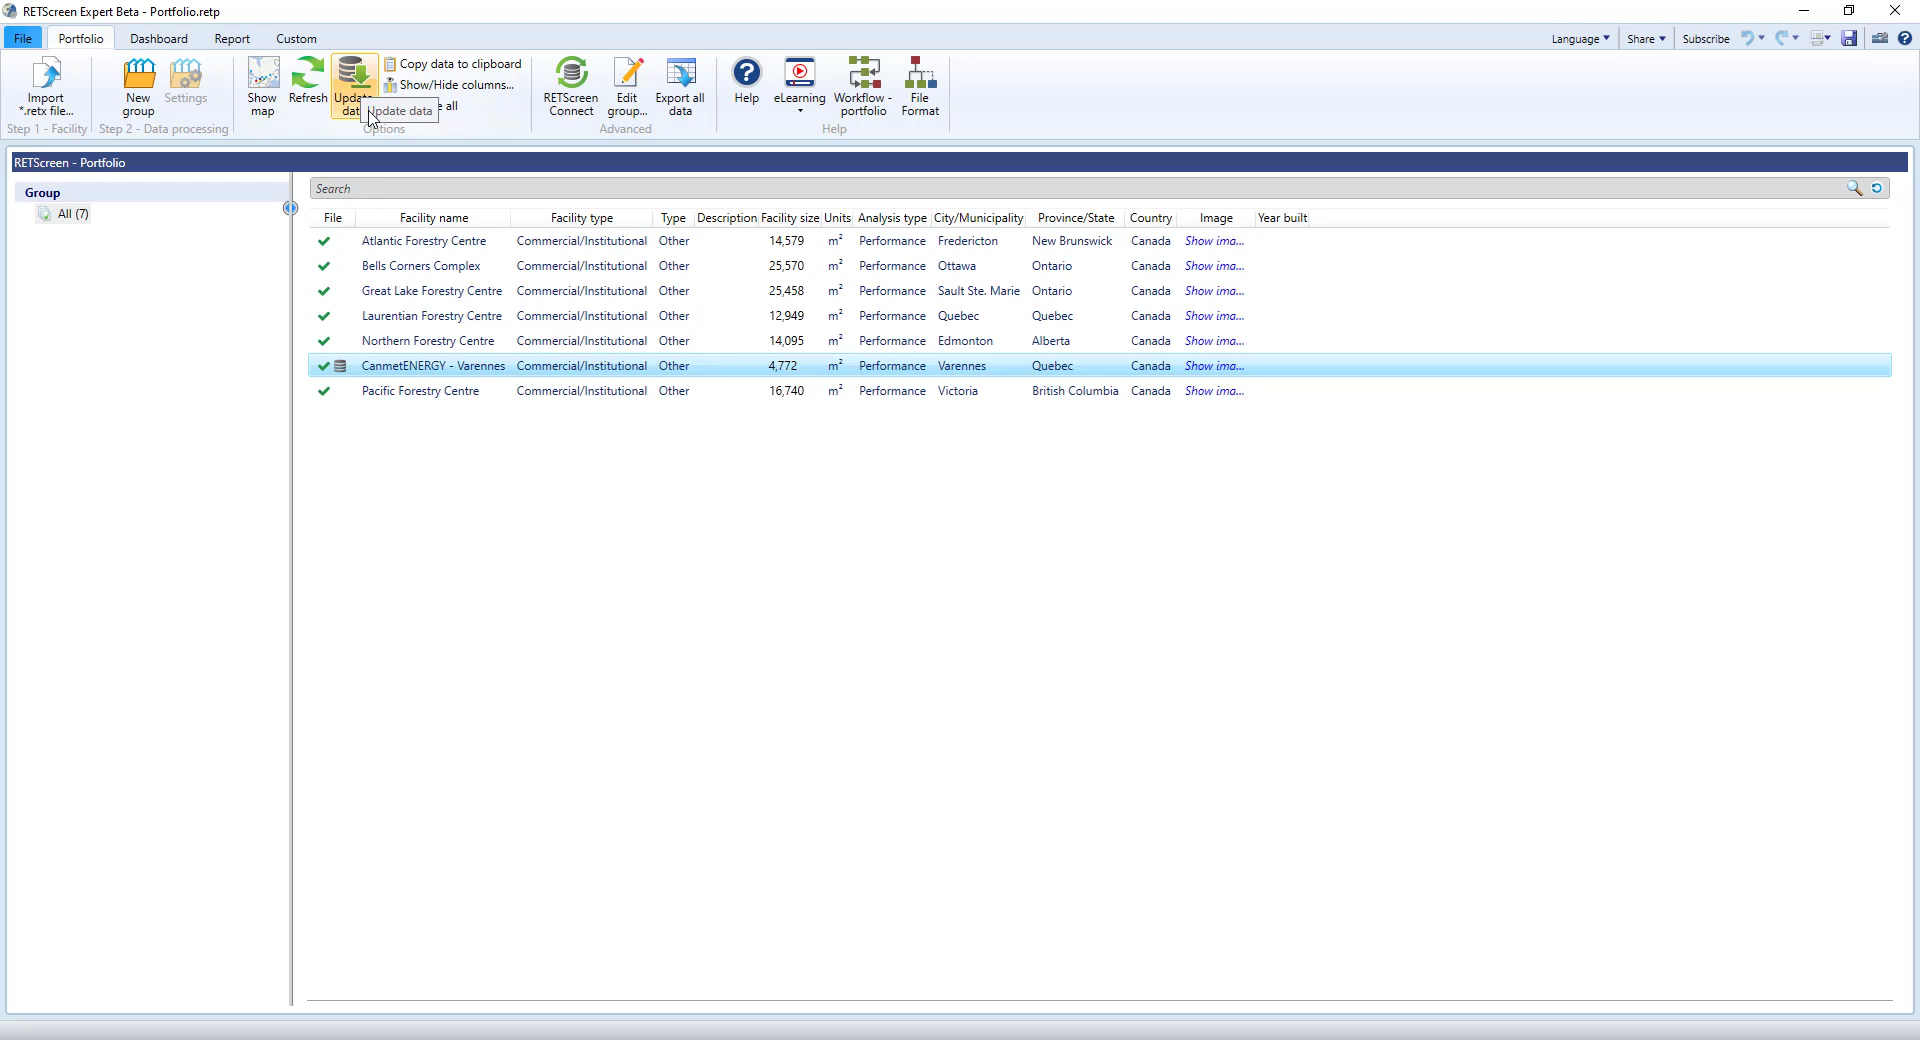 RETScreen Expert Beta - Portfolio.retp
File Portfolio Dashboard Report Custom Language Share Subscribe
Import
*.retx file...
New
group
Settings
Show
map
Refresh
Update
dat
Update data
Copy data to clipboard
Show/Hide columns...
e all
RETScreen
Connect
Edit
group...
Export all
data
Help
eLearning
Workflow -
portfolio
File
Format
Step 1 - Facility Step 2 - Data processing Options Advanced Help
RETScreen - Portfolio
Group
All (7)
Search
File Facility name Facility type Type Description Facility size Units Analysis type City/Municipality Province/State Country Image Year built
Atlantic Forestry Centre Commercial/Institutional Other 14,579 m² Performance Fredericton New Brunswick Canada Show ima...
Bells Corners Complex Commercial/Institutional Other 25,570 m² Performance Ottawa Ontario Canada Show ima...
Great Lake Forestry Centre Commercial/Institutional Other 25,458 m² Performance Sault Ste. Marie Ontario Canada Show ima...
Laurentian Forestry Centre Commercial/Institutional Other 12,949 m² Performance Quebec Quebec Canada Show ima...
Northern Forestry Centre Commercial/Institutional Other 14,095 m² Performance Edmonton Alberta Canada Show ima...
CanmetENERGY - Varennes Commercial/Institutional Other 4,772 m² Performance Varennes Quebec Canada Show ima...
Pacific Forestry Centre Commercial/Institutional Other 16,740 m² Performance Victoria British Columbia Canada Show ima...